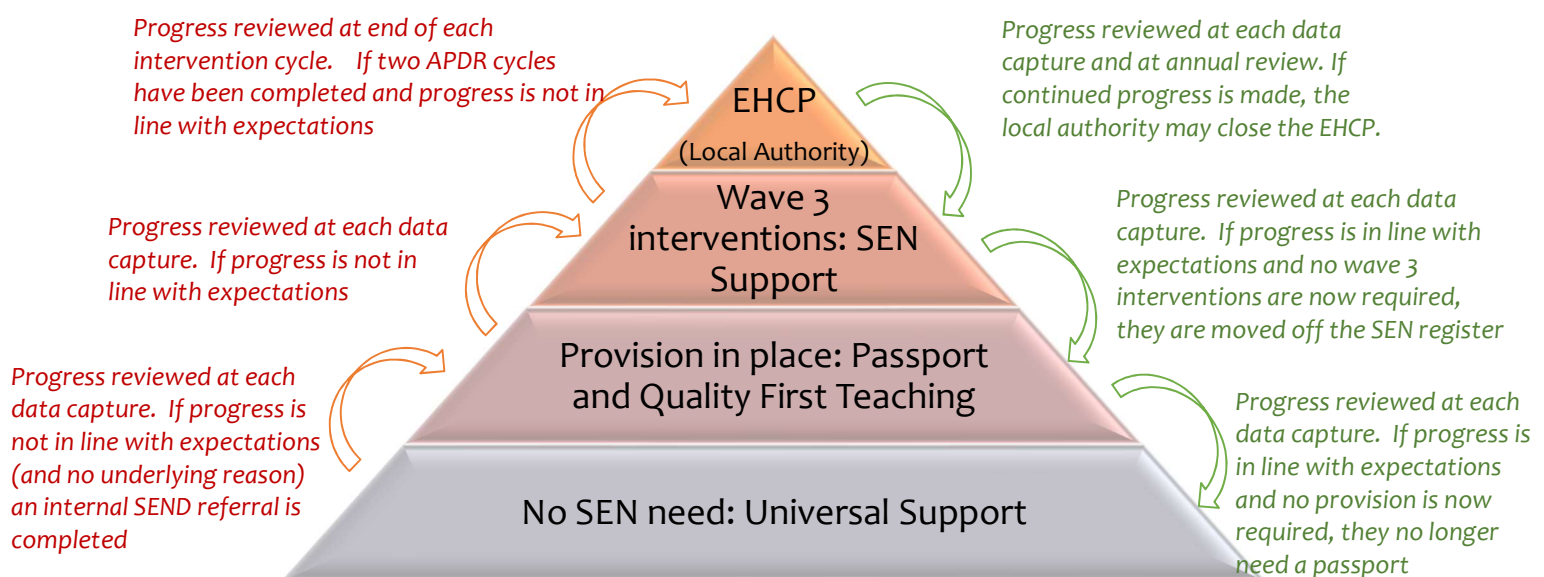 Progress reviewed at end of each
intervention cycle.   If two APDR cycles
have been completed and progress is not in
line with expectations
Progress reviewed at each data
capture.  If progress is not in
line with expectations
Progress reviewed at each
data capture.  If progress is
not in line with expectations
(and no underlying reason)
an internal SEND referral is
completed
EHCP
(Local Authority)
Wave 3
interventions: SEN
Support
Provision in place: Passport
and Quality First Teaching
No SEN need: Universal Support
Progress reviewed at each data
capture and at annual review. If
continued progress is made, the
local authority may close the EHCP.
Progress reviewed at each data
capture.  If progress is in line with
expectations and no wave 3
interventions are now required,
they are moved off the SEN register
Progress reviewed at each
data capture.  If progress is
in line with expectations
and no provision is now
required, they no longer
need a passport